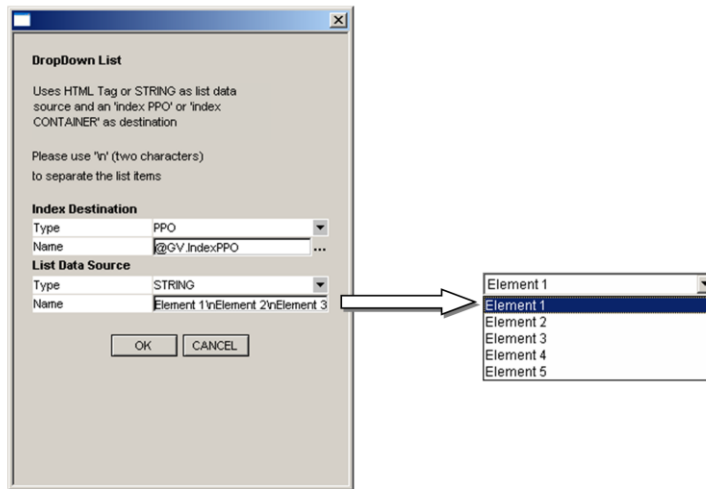 DropDown List
Uses HTML Tag or STRING as list data
source and an 'index PPO' or 'index
CONTAINER' as destination
Please use '\n' (two characters)
to separate the list items
Index Destination
Type PPO
Name @GV.IndexPPO ...
List Data Source
Type STRING
Name Element 1\nElement 2\nElement 3
OK CANCEL
Element 1
Element 1
Element 2
Element 3
Element 4
Element 5